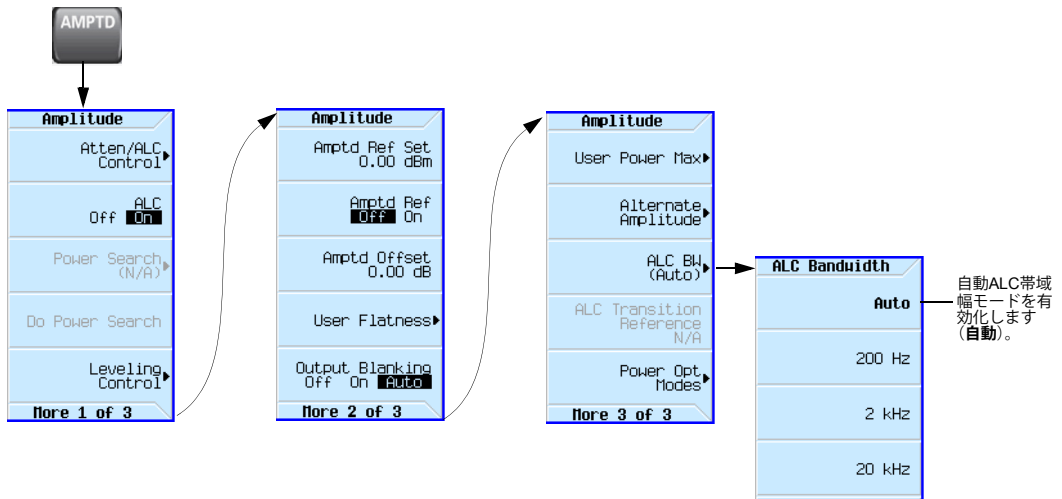 AMPTD
Amplitude
Atten/ALC
Control
ALC
Off On
Power Search
(N/A)
Do Power Search
Leveling
Control
More 1 of 3
Amplitude
Amptd Ref Set
0.00 dBm
Amptd Ref
Off On
Amptd Offset
0.00 dB
User Flatness
Output Blanking
Off On Auto
More 2 of 3
Amplitude
User Power Max
Alternate
Amplitude
ALC BW
(Auto)
ALC Transition
Reference
N/A
Power Opt
Modes
More 3 of 3
ALC Bandwidth
Auto
200 Hz
2 kHz
20 kHz
自動ALC帯域
幅モードを有
効化します
（自動）。